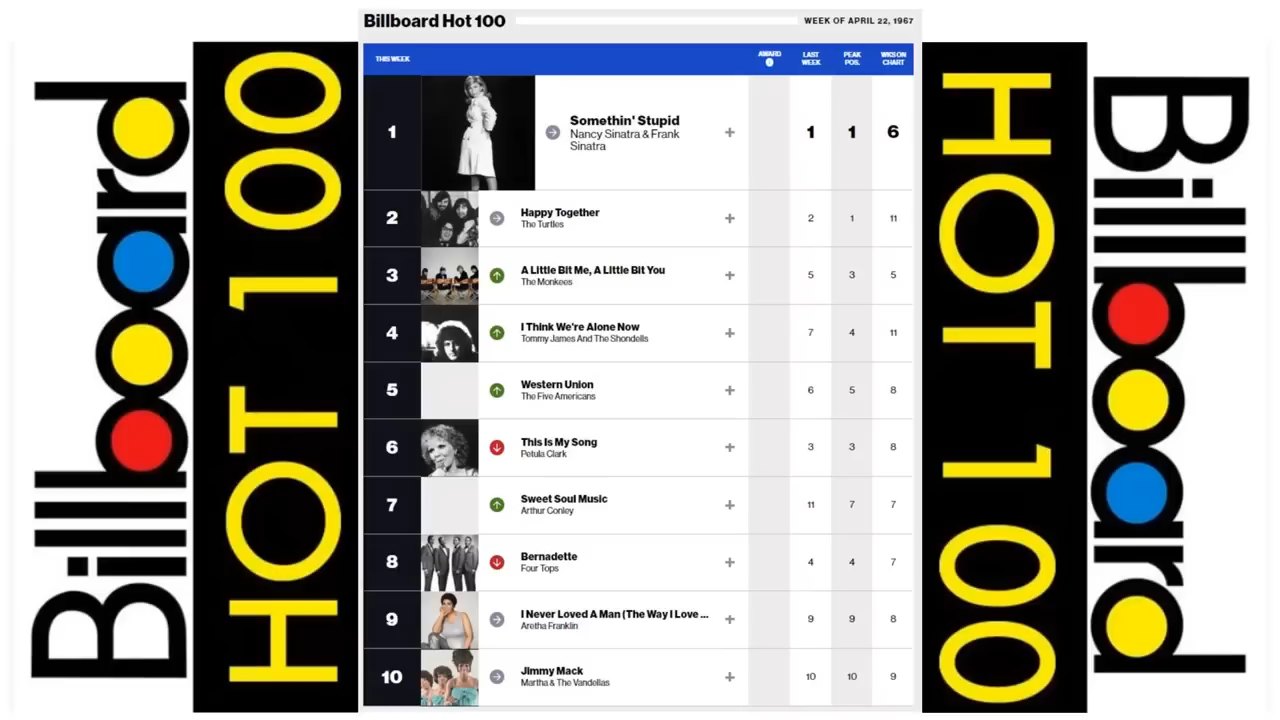 Billboard
HOT 100
Billboard Hot 100
WEEK OF APRIL 22, 1967
THIS WEEK
AWARD
LAST WEEK
PEAK POS.
WKS ON CHART
1
Somethin' Stupid
Nancy Sinatra & Frank
Sinatra
+
1 1 6
2
Happy Together
The Turtles
+
2 1 11
3
A Little Bit Me, A Little Bit You
The Monkees
+
5 3 5
4
I Think We're Alone Now
Tommy James And The Shondells
+
7 4 11
5
Western Union
The Five Americans
+
6 5 8
6
This Is My Song
Petula Clark
+
3 3 8
7
Sweet Soul Music
Arthur Conley
+
11 7 7
8
Bernadette
Four Tops
+
4 4 7
9
I Never Loved A Man (The Way I Love ...
Aretha Franklin
+
9 9 8
10
Jimmy Mack
Martha & The Vandellas
+
10 10 9
HOT 100
Billboard